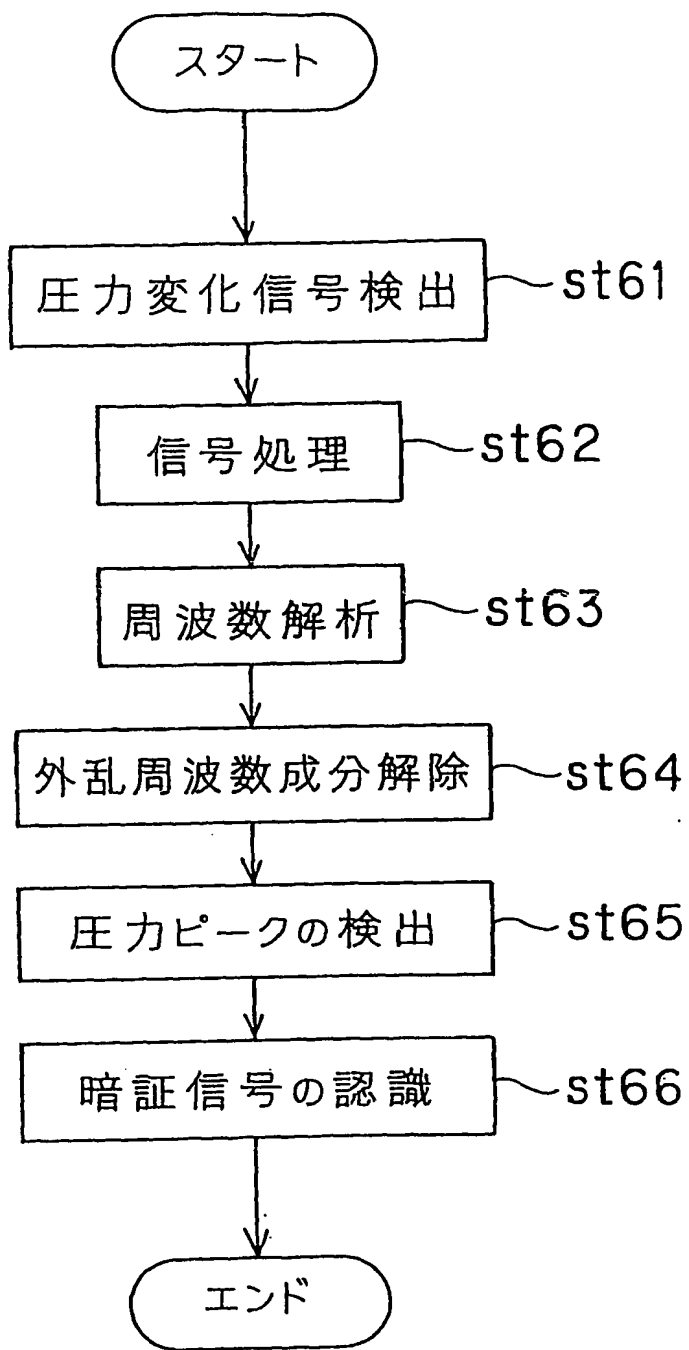 スタート
圧力変化信号検出 st61
信号処理 st62
周波数解析 st63
外乱周波数成分解除 st64
圧力ピークの検出 st65
暗証信号の認識 st66
エンド